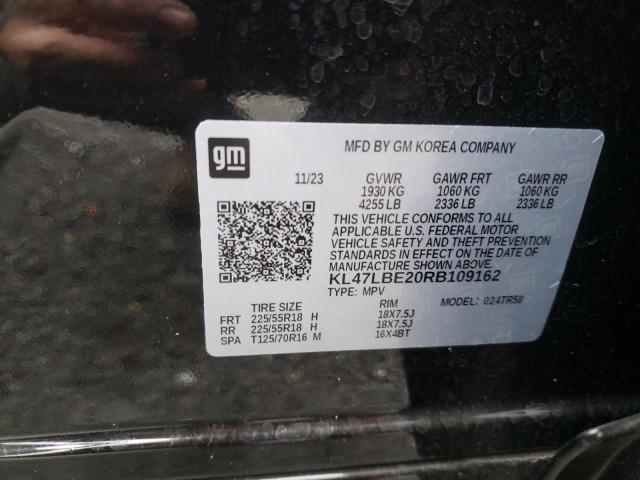 gm
MFD BY GM KOREA COMPANY
11/23 GVWR GAWR FRT GAWR RR
1930 KG 1060 KG 1060 KG
4255 LB 2336 LB 2336 LB
THIS VEHICLE CONFORMS TO ALL
APPLICABLE U.S. FEDERAL MOTOR
VEHICLE SAFETY AND THEFT PREVENTION
STANDARDS IN EFFECT ON THE DATE OF
MANUFACTURE SHOWN ABOVE.
KL47LBE20RB109162
TYPE: MPV MODEL: 024TR58
TIRE SIZE RIM
FRT 225/55R18 H 18X7.5J
RR 225/55R18 H 18X7.5J
SPA T125/70R16 M 16X4BT